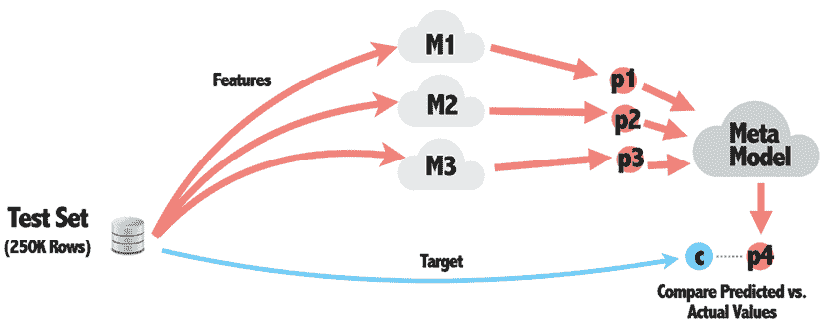 Features
M1
M2
M3
p1
p2
p3
Meta
Model
Test Set
(250K Rows)
Target
c
p4
Compare Predicted vs.
Actual Values